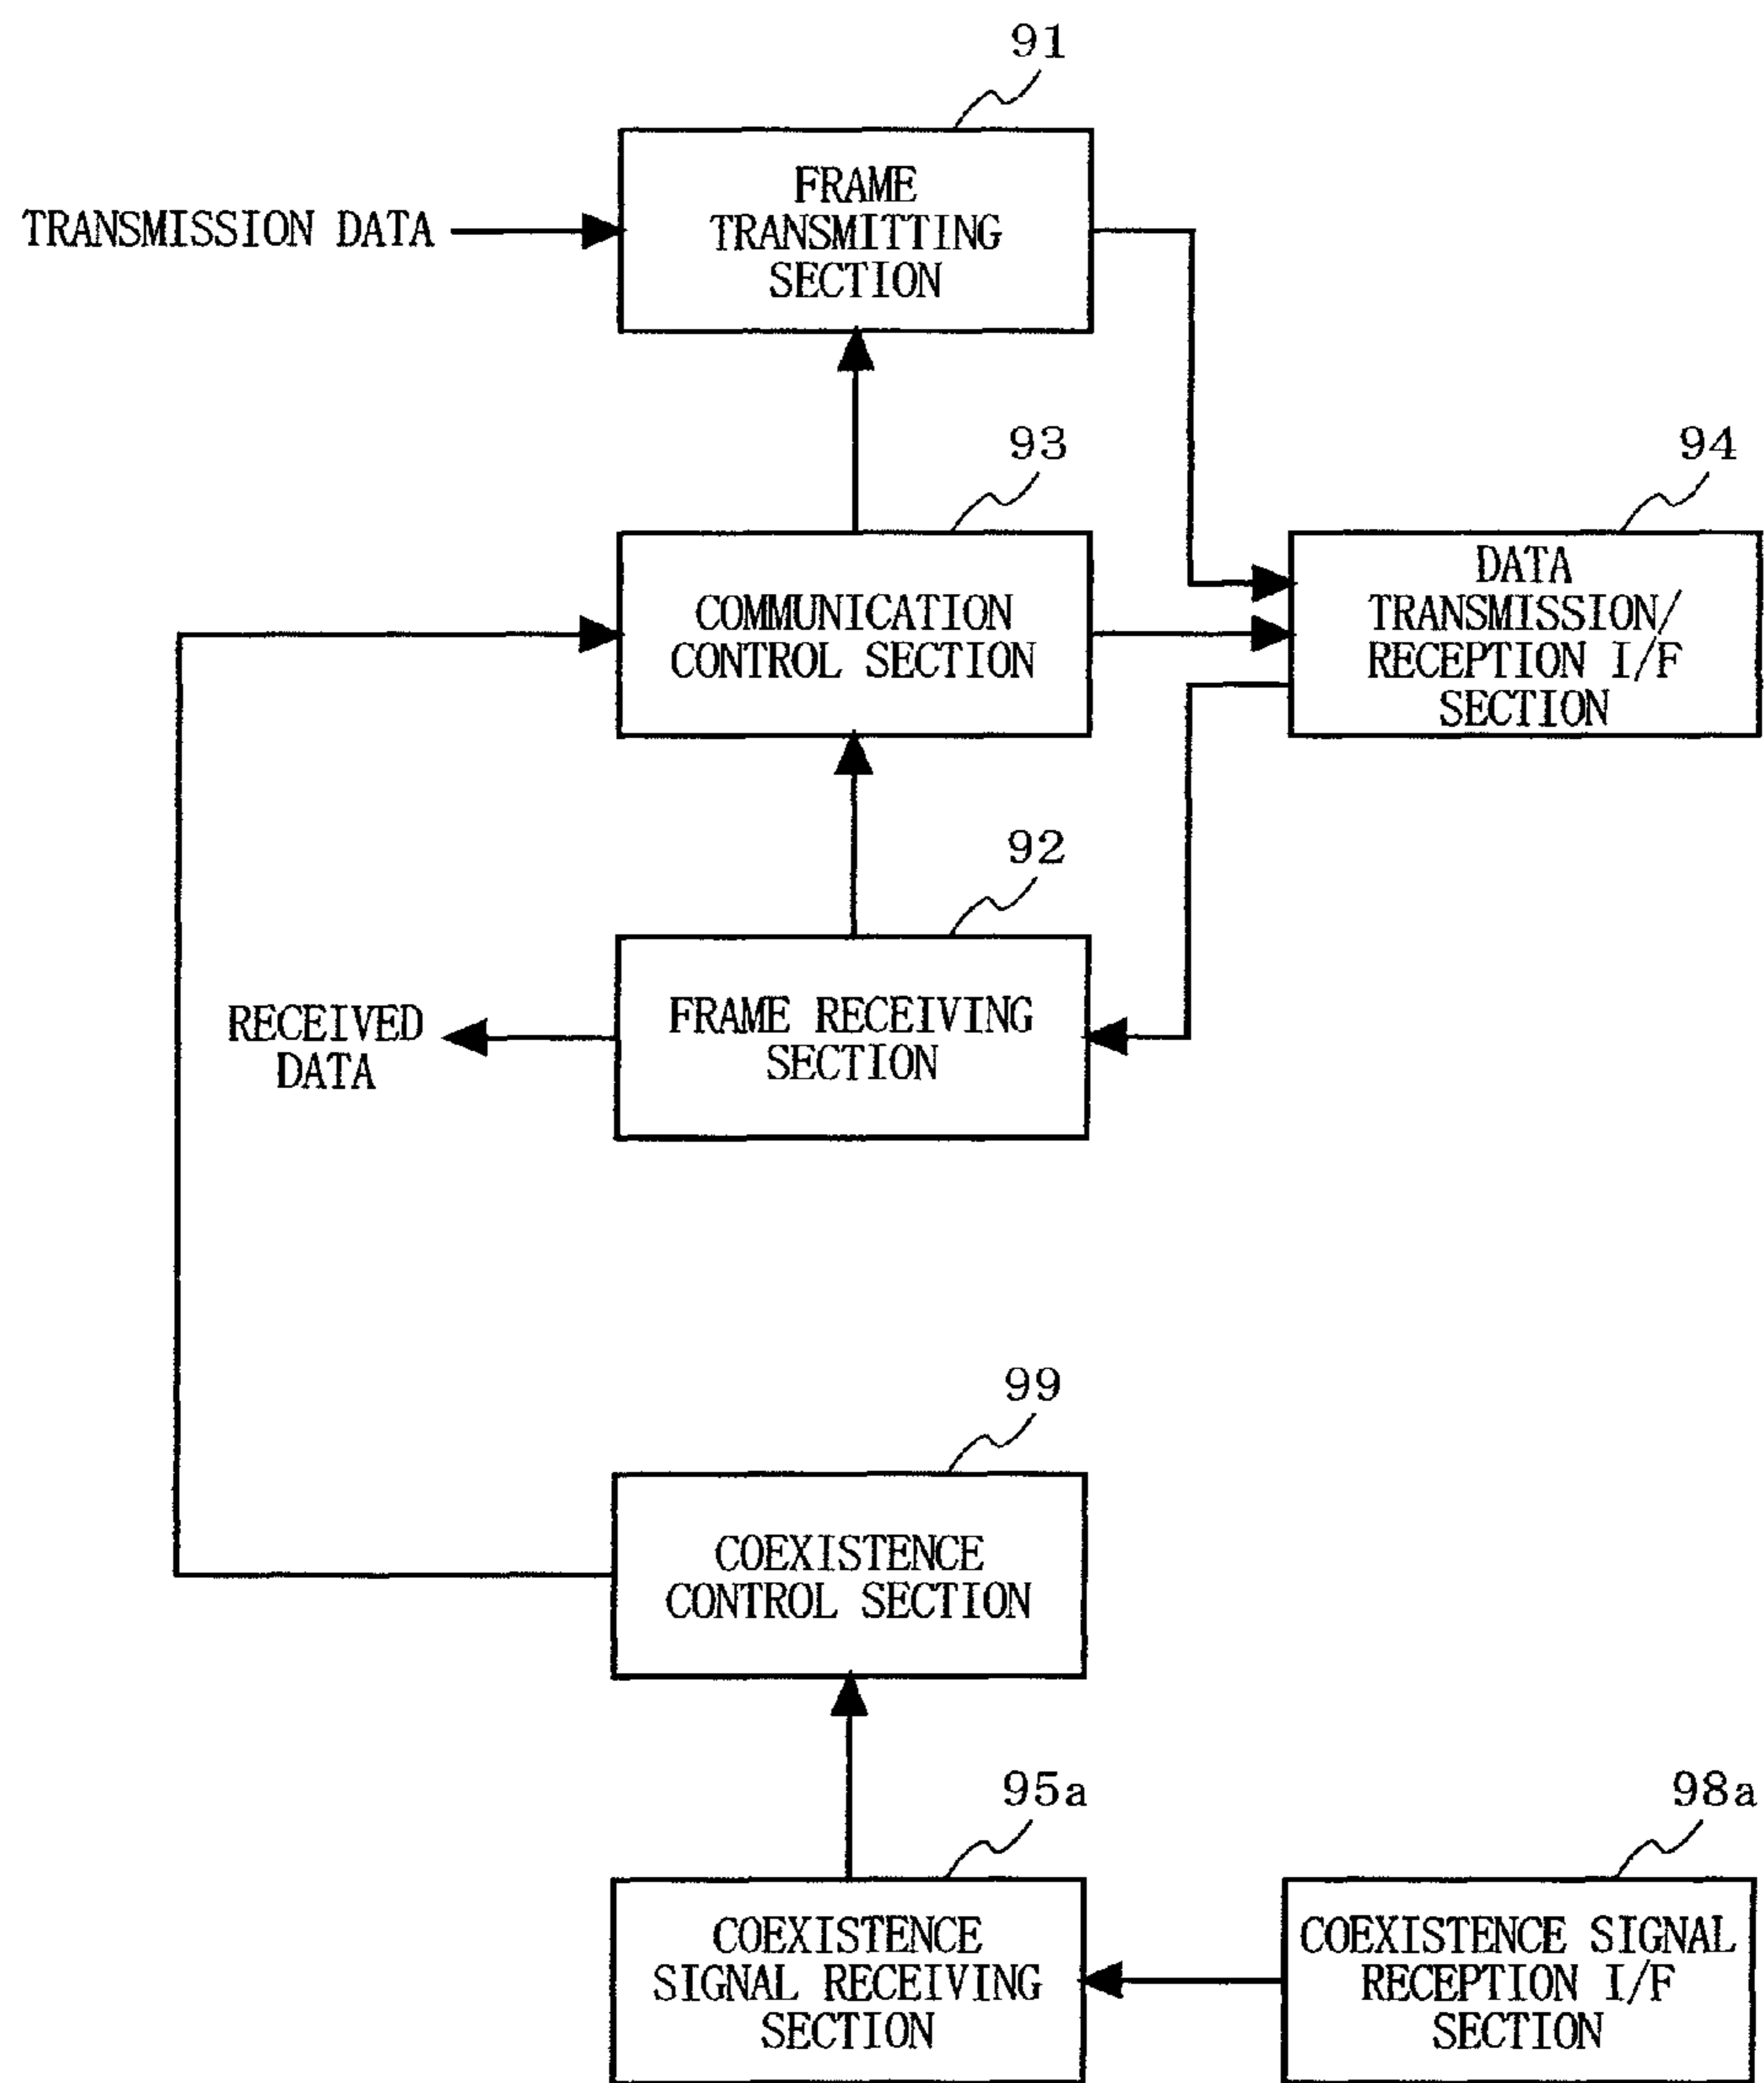 91
FRAME
TRANSMITTING
SECTION
TRANSMISSION DATA
93
COMMUNICATION
CONTROL SECTION
94
DATA
TRANSMISSION/
RECEPTION I/F
SECTION
92
FRAME RECEIVING
SECTION
RECEIVED
DATA
99
COEXISTENCE
CONTROL SECTION
95a
COEXISTENCE
SIGNAL RECEIVING
SECTION
98a
COEXISTENCE SIGNAL
RECEPTION I/F
SECTION